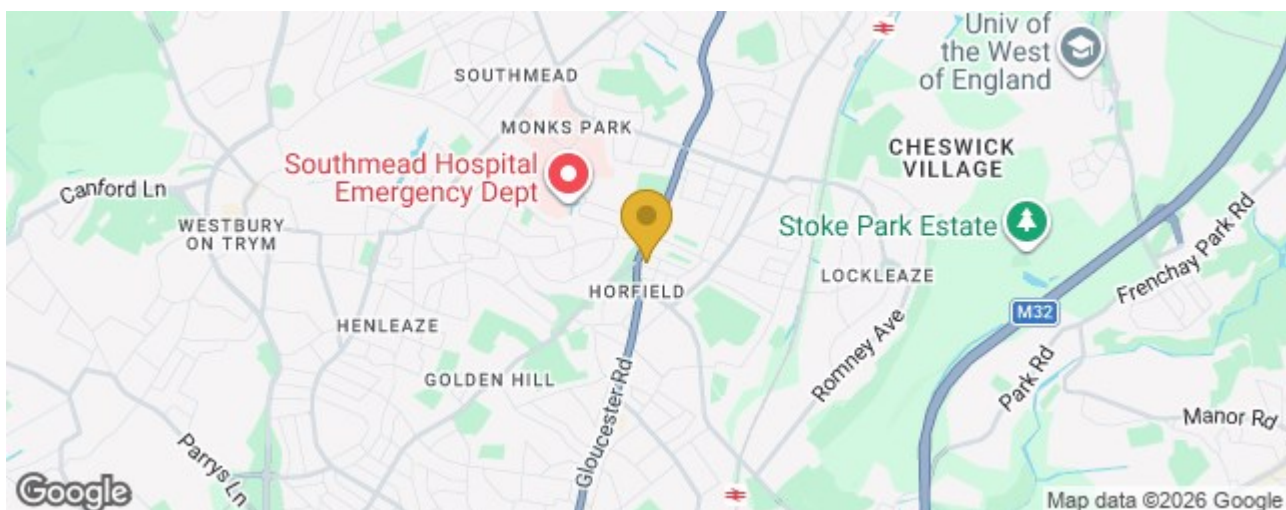 Univ of
the West
of England
SOUTHMEAD
MONKS PARK
Southmead Hospital
Emergency Dept
CHESWICK
VILLAGE
Canford Ln
WESTBURY
ON TRYM
Stoke Park Estate
Frenchay Park Rd
LOCKLEAZE
HORFIELD
M32
HENLEAZE
Romney Ave
Park Rd
GOLDEN HILL
Gloucester Rd
Manor Rd
Parrys Ln
Google
Map data ©2026 Google